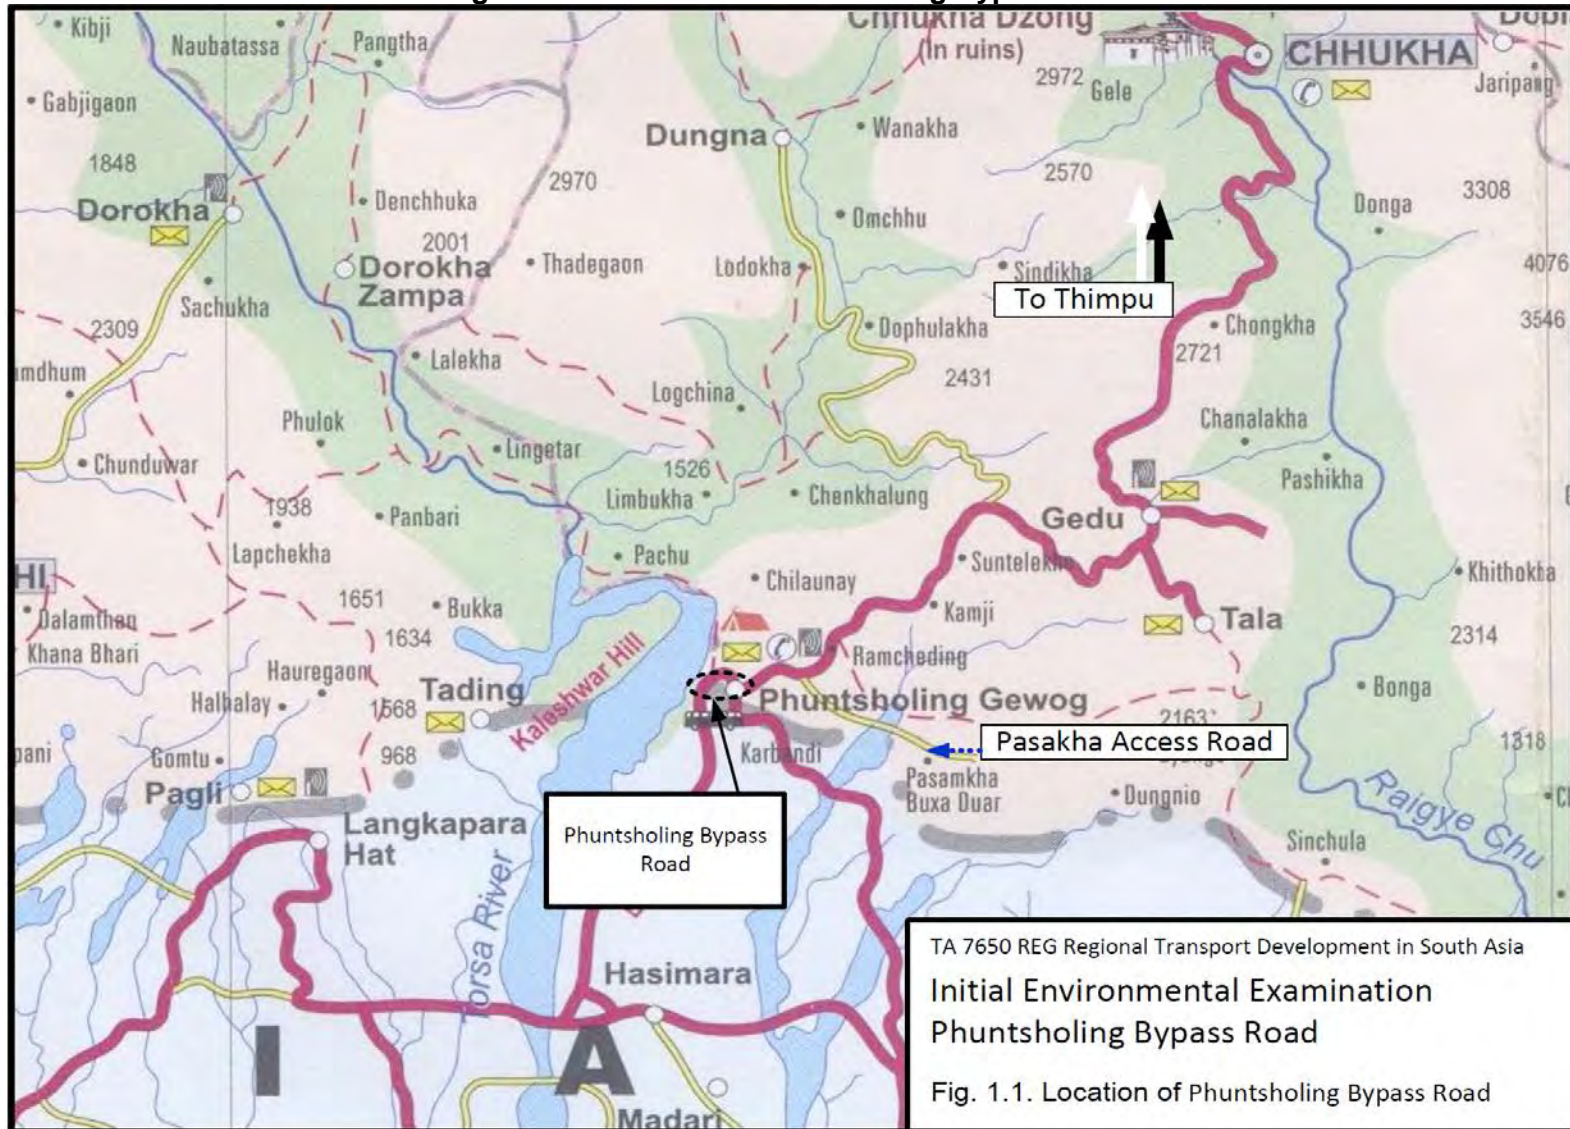 Kibji
Naubatassa
Pangtha
Chhukha Dzong
(In ruins)
2972
Gele
CHHUKHA
Jaripang
Gabjigaon
Dungna
Wanakha
1848
2970
2570
3308
Dorokha
Denchhuka
Omchhu
Donga
2001
Dorokha
Zampa
Thadegaon
Lodokha
Sindikha
4076
Sachukha
To Thimpu
2309
Lalekha
Dophulakha
Chongkha
3546
2721
2431
Logchina
Phulok
Chanalakha
Chunduwar
Lingetar
1526
Pashikha
Limbukha
Chenkhalung
1938
Panbari
Gedu
Lapchekha
Pachu
Suntelekha
HI
Chilaunay
Khithokha
1651
Bukka
Kamji
Dalamthan
1634
Tala
2314
Khana Bhari
Ramcheding
Hauregaon
Kaleshwar Hill
Tading
Halhalay
Phuntsholing Gewog
Bonga
1568
2163
Pasakha Access Road
1318
968
Karbandi
Gomtu
Pasamkha
Buxa Duar
Pagli
Dungnio
Raigye Chu
Langkapara
Hat
Phuntsholing Bypass
Road
Sinchula
Torsa River
Hasimara
I A
Madari
TA 7650 REG Regional Transport Development in South Asia
Initial Environmental Examination
Phuntsholing Bypass Road
Fig. 1.1. Location of Phuntsholing Bypass Road